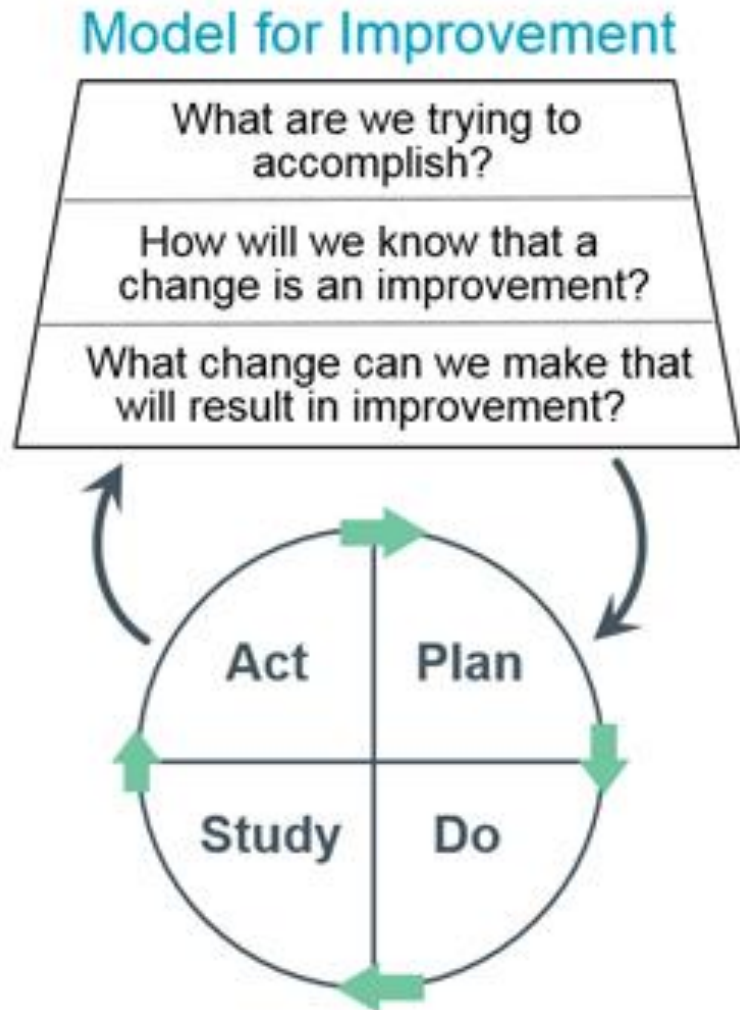 Model for Improvement
What are we trying to
accomplish?
How will we know that a
change is an improvement?
What change can we make that
will result in improvement?
Act
Plan
Study
Do